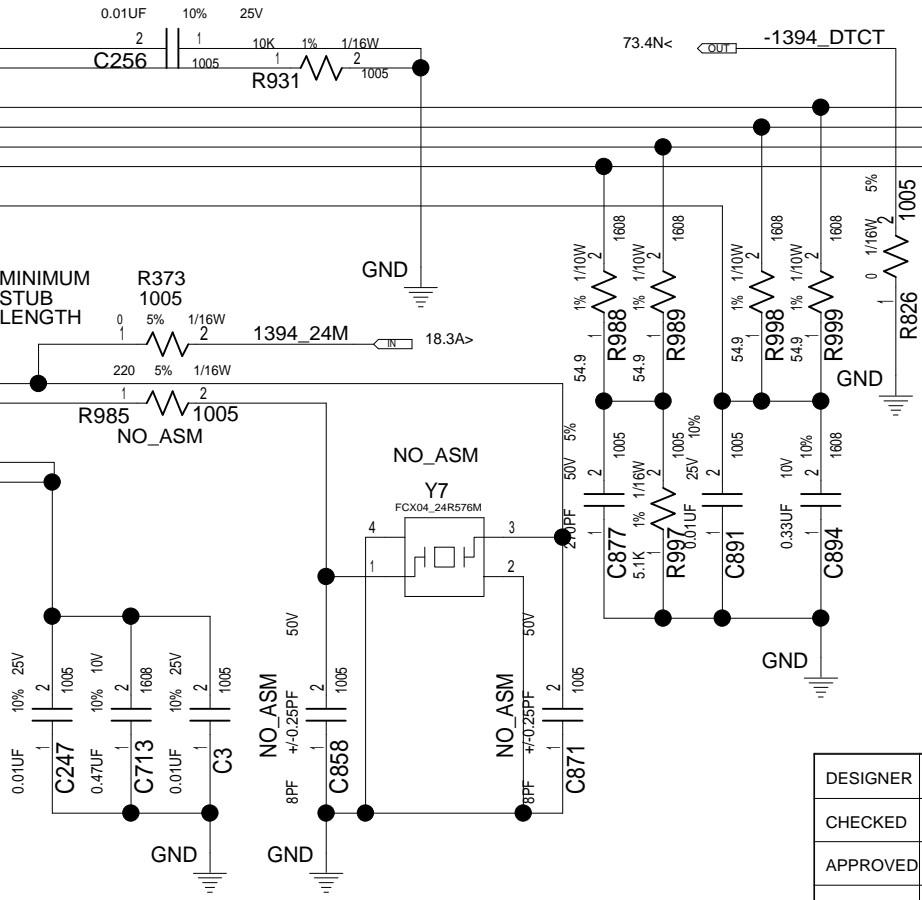 0.01UF 10% 25V
2 1
C256 1005
10K 1% 1/16W
1 2
R931 1005
73.4N< OUT -1394_DTCT
GND
5%
1005
2
1/16W
0
1
R826
GND
1/10W 2 1608
1% 1 R988
54.9
1/10W 2 1608
1% 1 R989
54.9
1/10W 2 1608
1% 1 R998
54.9
1/10W 2 1608
1% 1 R999
54.9
MINIMUM
STUB
LENGTH
R373
1005
0 5% 1/16W
1 2
1394_24M IN 18.3A>
220 5% 1/16W
1 2
R985 1005
NO_ASM
NO_ASM
Y7
FCX04_24R576M
4 3
1 2
5%
50V 2 1005
270PF 1 C877
1/16W 2 1005
5.1K 1% 1 R997
10%
25V 2 1005
0.01UF 1 C891
10%
10V 2 1608
0.33UF 1 C894
GND
25V
10% 2 1005
0.01UF 1 C247
10V
10% 2 1608
0.47UF 1 C713
25V
10% 2 1005
0.01UF 1 C3
GND
50V
NO_ASM
+/-0.25PF 2 1005
8PF 1 C858
GND
50V
NO_ASM
+/-0.25PF 2 1005
8PF 1 C871
DESIGNER
CHECKED
APPROVED